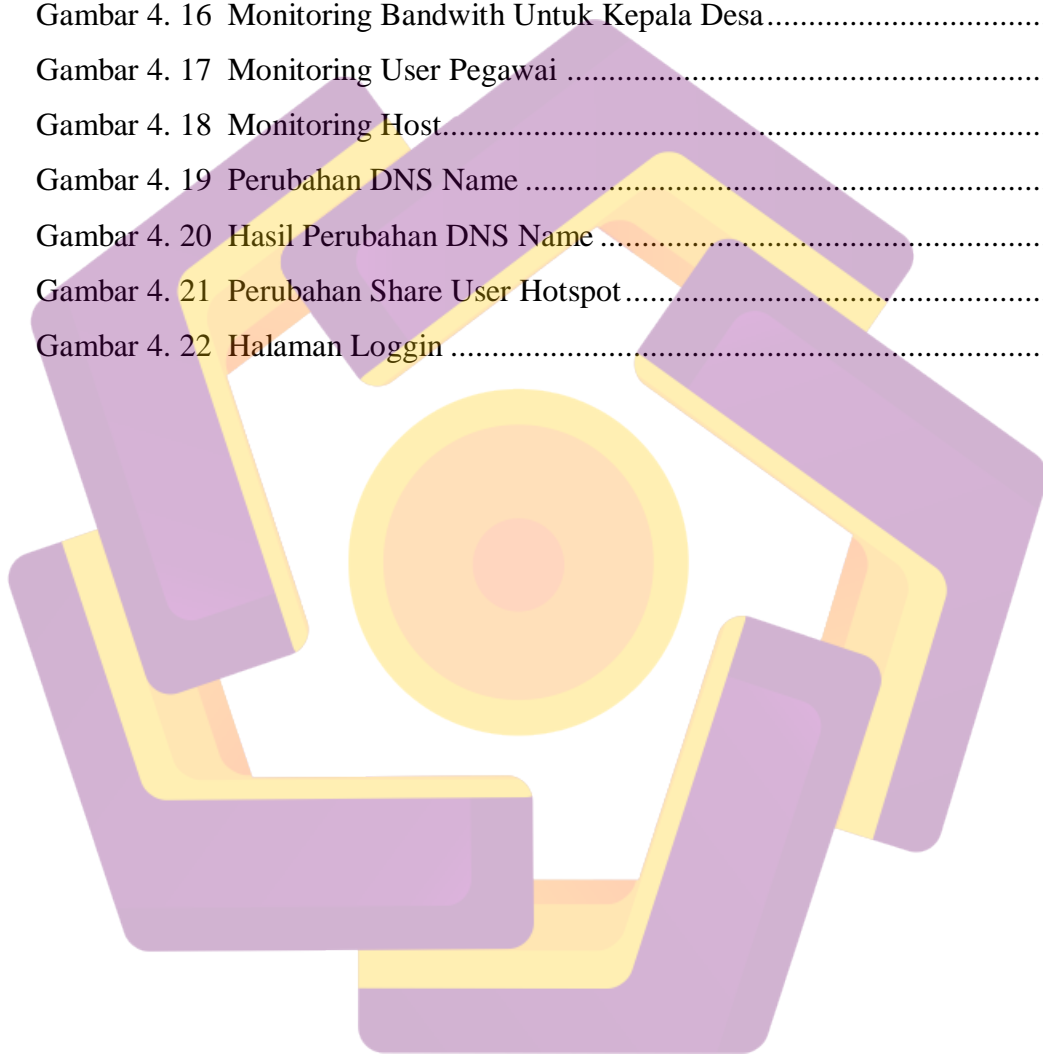 Gambar 4. 16  Monitoring Bandwith Untuk Kepala Desa..................................
Gambar 4. 17  Monitoring User Pegawai ...........................................................
Gambar 4. 18  Monitoring Host...........................................................................
Gambar 4. 19  Perubahan DNS Name ................................................................
Gambar 4. 20  Hasil Perubahan DNS Name .......................................................
Gambar 4. 21  Perubahan Share User Hotspot....................................................
Gambar 4. 22  Halaman Loggin ..........................................................................